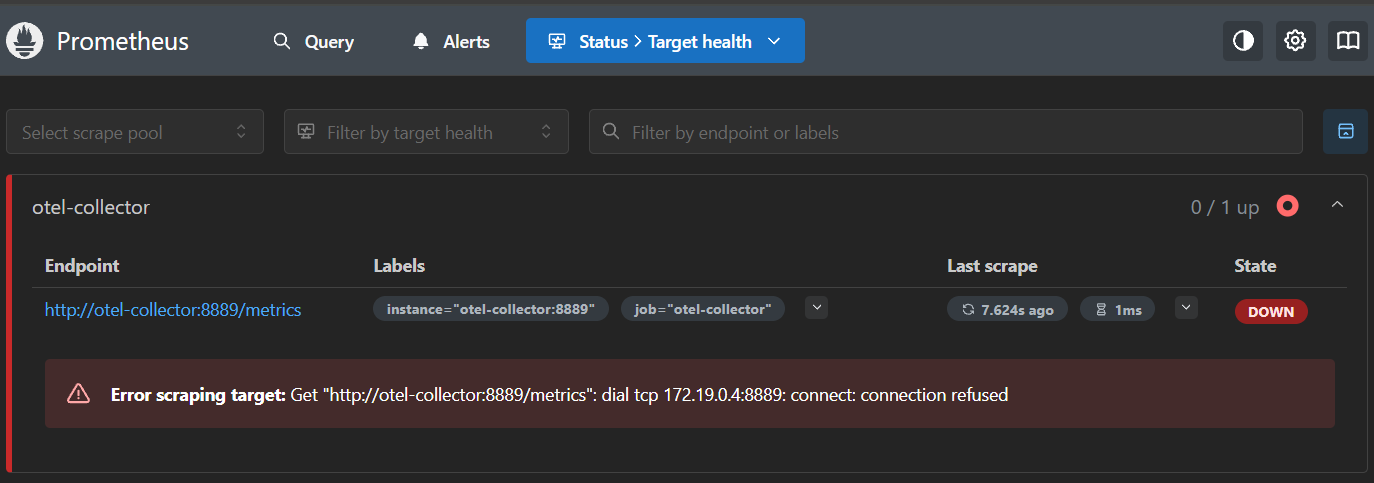 Prometheus Query Alerts Status > Target health
Select scrape pool Filter by target health Filter by endpoint or labels
otel-collector 0 / 1 up
Endpoint Labels Last scrape State
http://otel-collector:8889/metrics instance="otel-collector:8889" job="otel-collector" 7.624s ago 1ms DOWN
Error scraping target: Get "http://otel-collector:8889/metrics": dial tcp 172.19.0.4:8889: connect: connection refused